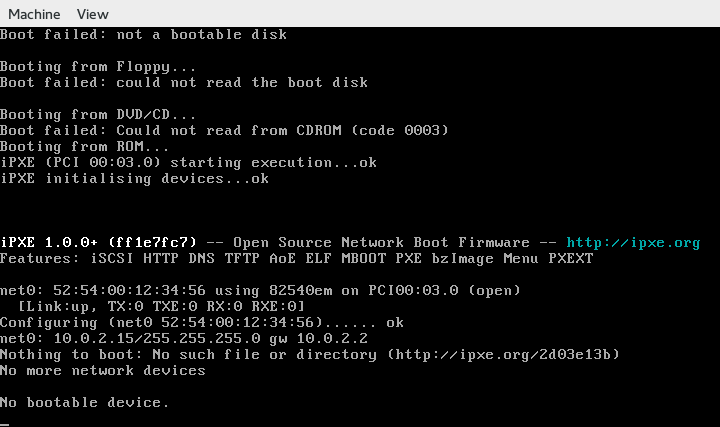 Machine View
Boot failed: not a bootable disk
Booting from Floppy...
Boot failed: could not read the boot disk
Booting from DVD/CD...
Boot failed: Could not read from CDROM (code 0003)
Booting from ROM...
iPXE (PCI 00:03.0) starting execution...ok
iPXE initialising devices...ok
iPXE 1.0.0+ (ff1e7fc7) -- Open Source Network Boot Firmware -- http://ipxe.org
Features: iSCSI HTTP DNS TFTP AoE ELF MBOOT PXE bzImage Menu PXEXT
net0: 52:54:00:12:34:56 using 82540em on PCI00:03.0 (open)
[Link:up, TX:0 TXE:0 RX:0 RXE:0]
Configuring (net0 52:54:00:12:34:56)...... ok
net0: 10.0.2.15/255.255.255.0 gw 10.0.2.2
Nothing to boot: No such file or directory (http://ipxe.org/2d03e13b)
No more network devices
No bootable device.